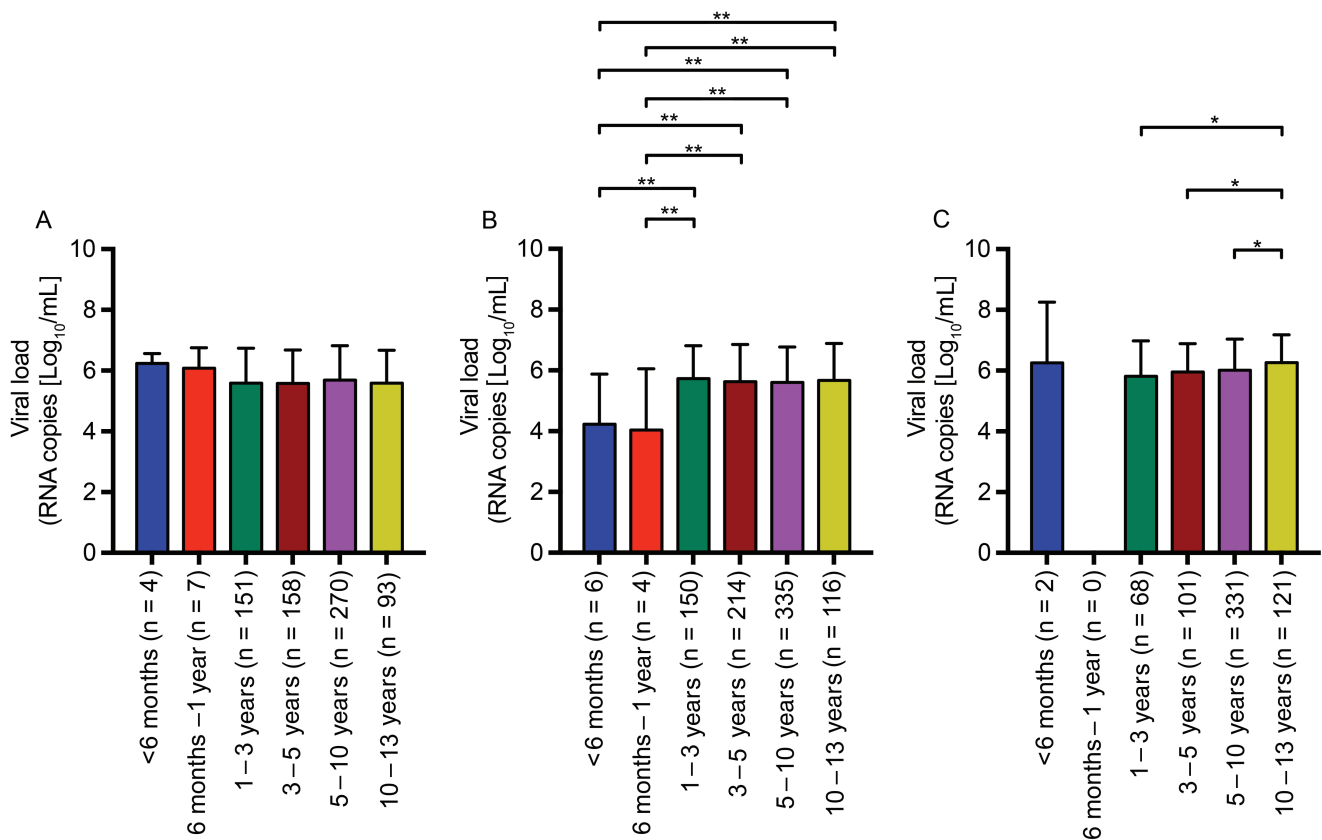 A
Viral load
(RNA copies [Log10/mL]
10
8
6
4
2
0
<6 months (n = 4)
6 months – 1 year (n = 7)
1 – 3 years (n = 151)
3 – 5 years (n = 158)
5 – 10 years (n = 270)
10 – 13 years (n = 93)
B
**
**
**
**
**
**
**
**
Viral load
(RNA copies [Log10/mL]
10
8
6
4
2
0
<6 months (n = 6)
6 months – 1 year (n = 4)
1 – 3 years (n = 150)
3 – 5 years (n = 214)
5 – 10 years (n = 335)
10 – 13 years (n = 116)
C
*
*
*
Viral load
(RNA copies [Log10/mL]
10
8
6
4
2
0
<6 months (n = 2)
6 months – 1 year (n = 0)
1 – 3 years (n = 68)
3 – 5 years (n = 101)
5 – 10 years (n = 331)
10 – 13 years (n = 121)